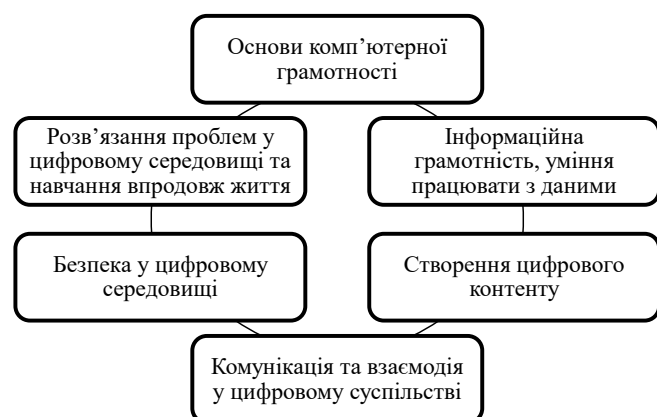 Основи комп’ютерної
грамотності
Розв’язання проблем у
цифровому середовищі та
навчання впродовж життя
Інформаційна
грамотність, уміння
працювати з даними
Безпека у цифровому
середовищі
Створення цифрового
контенту
Комунікація та взаємодія
у цифровому суспільстві